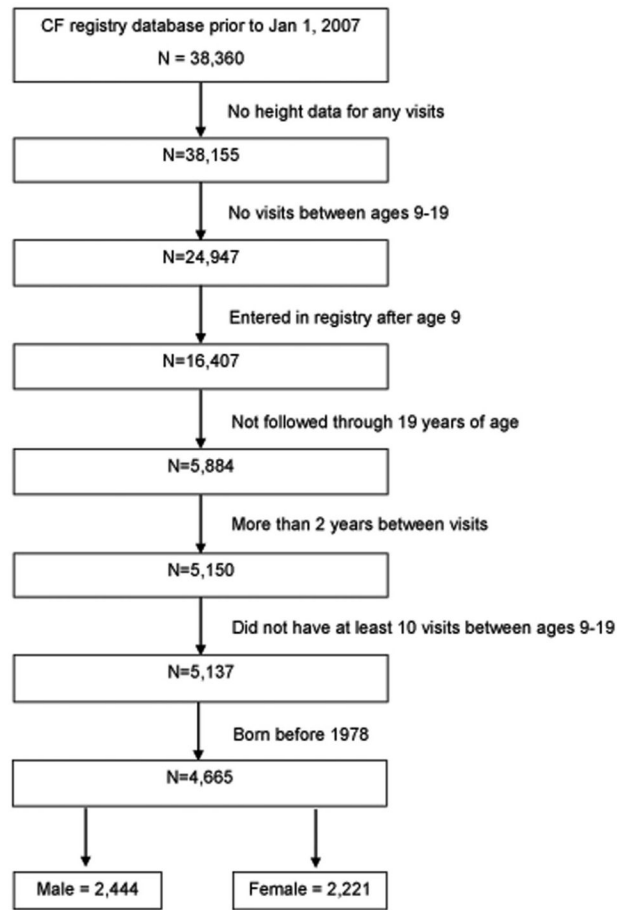 CF registry database prior to Jan 1, 2007
N = 38,360
No height data for any visits
N=38,155
No visits between ages 9-19
N=24,947
Entered in registry after age 9
N=16,407
Not followed through 19 years of age
N=5,884
More than 2 years between visits
N=5,150
Did not have at least 10 visits between ages 9-19
N=5,137
Born before 1978
N=4,665
Male = 2,444
Female = 2,221